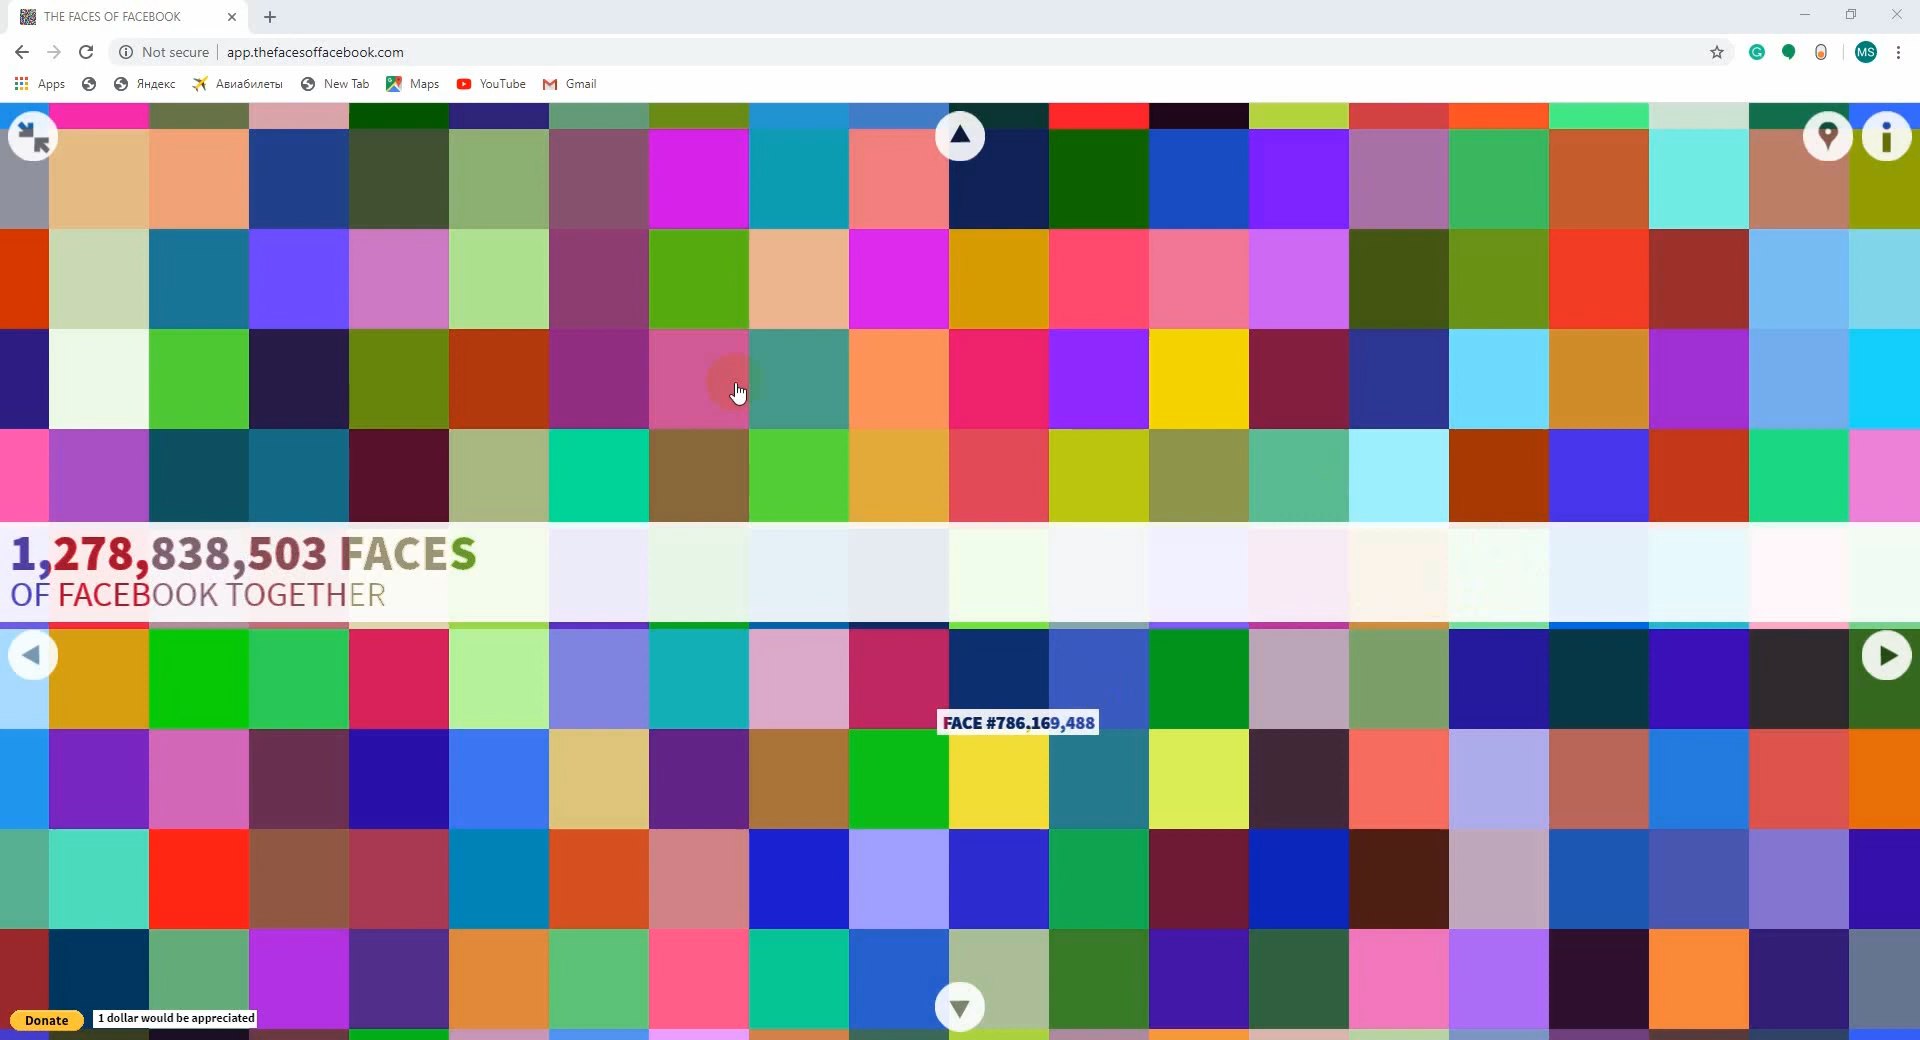 THE FACES OF FACEBOOK
Not secure | app.thefacesoffacebook.com
MS
Apps Яндекс Авиабилеты New Tab Maps YouTube Gmail
1,278,838,503 FACES
OF FACEBOOK TOGETHER
FACE #786,169,488
Donate 1 dollar would be appreciated